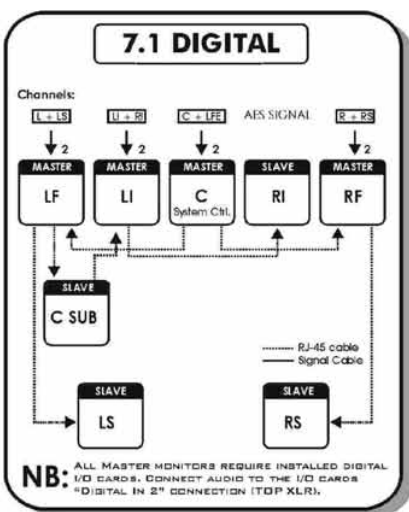 7.1 DIGITAL
Channels:
L + LS LI + RI C + LFE AES SIGNAL R + RS
2 2 2 2
MASTER MASTER MASTER SLAVE MASTER
LF LI C RI RF
System Ctrl.
SLAVE
C SUB
RJ-45 cable
Signal Cable
SLAVE SLAVE
LS RS
NB: ALL MASTER MONITORS REQUIRE INSTALLED DIGITAL
I/O CARDS. CONNECT AUDIO TO THE I/O CARDS
"DIGITAL IN 2" CONNECTION (TOP XLR).